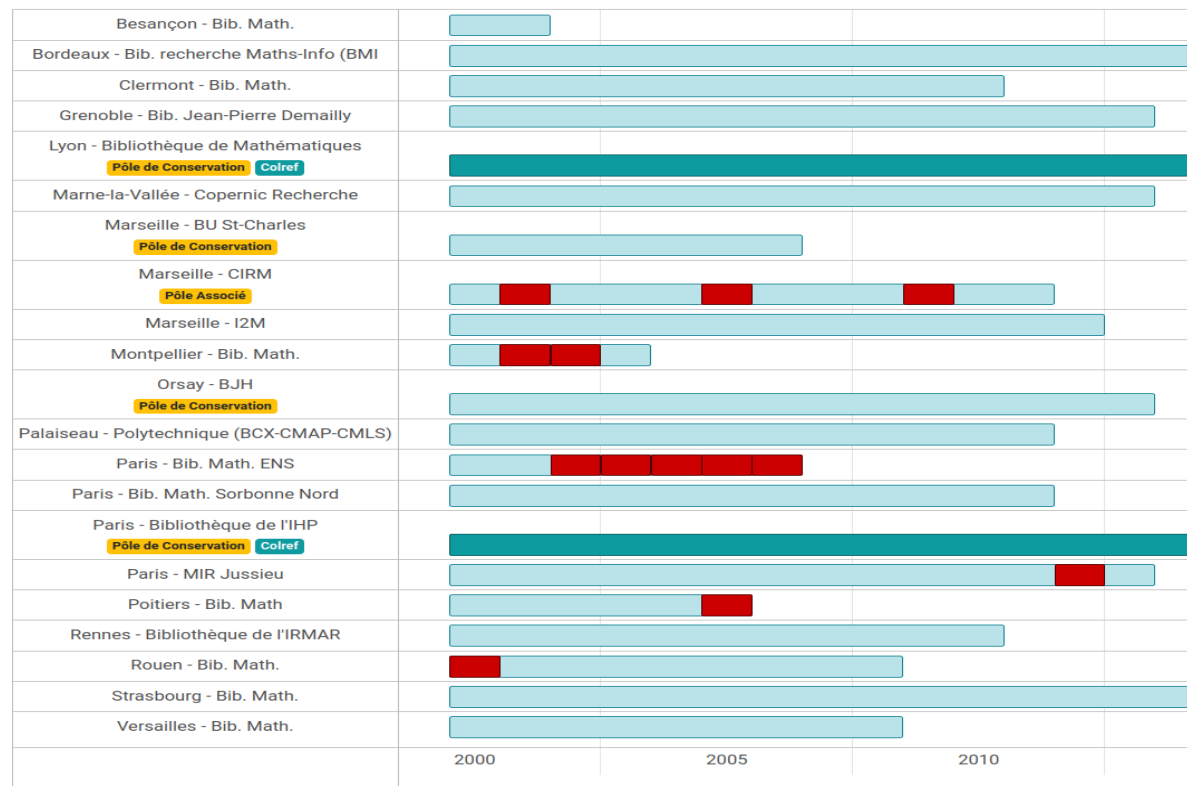 Besançon - Bib. Math.
Bordeaux - Bib. recherche Maths-Info (BMI
Clermont - Bib. Math.
Grenoble - Bib. Jean-Pierre Demailly
Lyon - Bibliothèque de Mathématiques
Pôle de Conservation Colref
Marne-la-Vallée - Copernic Recherche
Marseille - BU St-Charles
Pôle de Conservation
Marseille - CIRM
Pôle Associé
Marseille - I2M
Montpellier - Bib. Math.
Orsay - BJH
Pôle de Conservation
Palaiseau - Polytechnique (BCX-CMAP-CMLS)
Paris - Bib. Math. ENS
Paris - Bib. Math. Sorbonne Nord
Paris - Bibliothèque de l'IHP
Pôle de Conservation Colref
Paris - MIR Jussieu
Poitiers - Bib. Math
Rennes - Bibliothèque de l'IRMAR
Rouen - Bib. Math.
Strasbourg - Bib. Math.
Versailles - Bib. Math.
2000 2005 2010